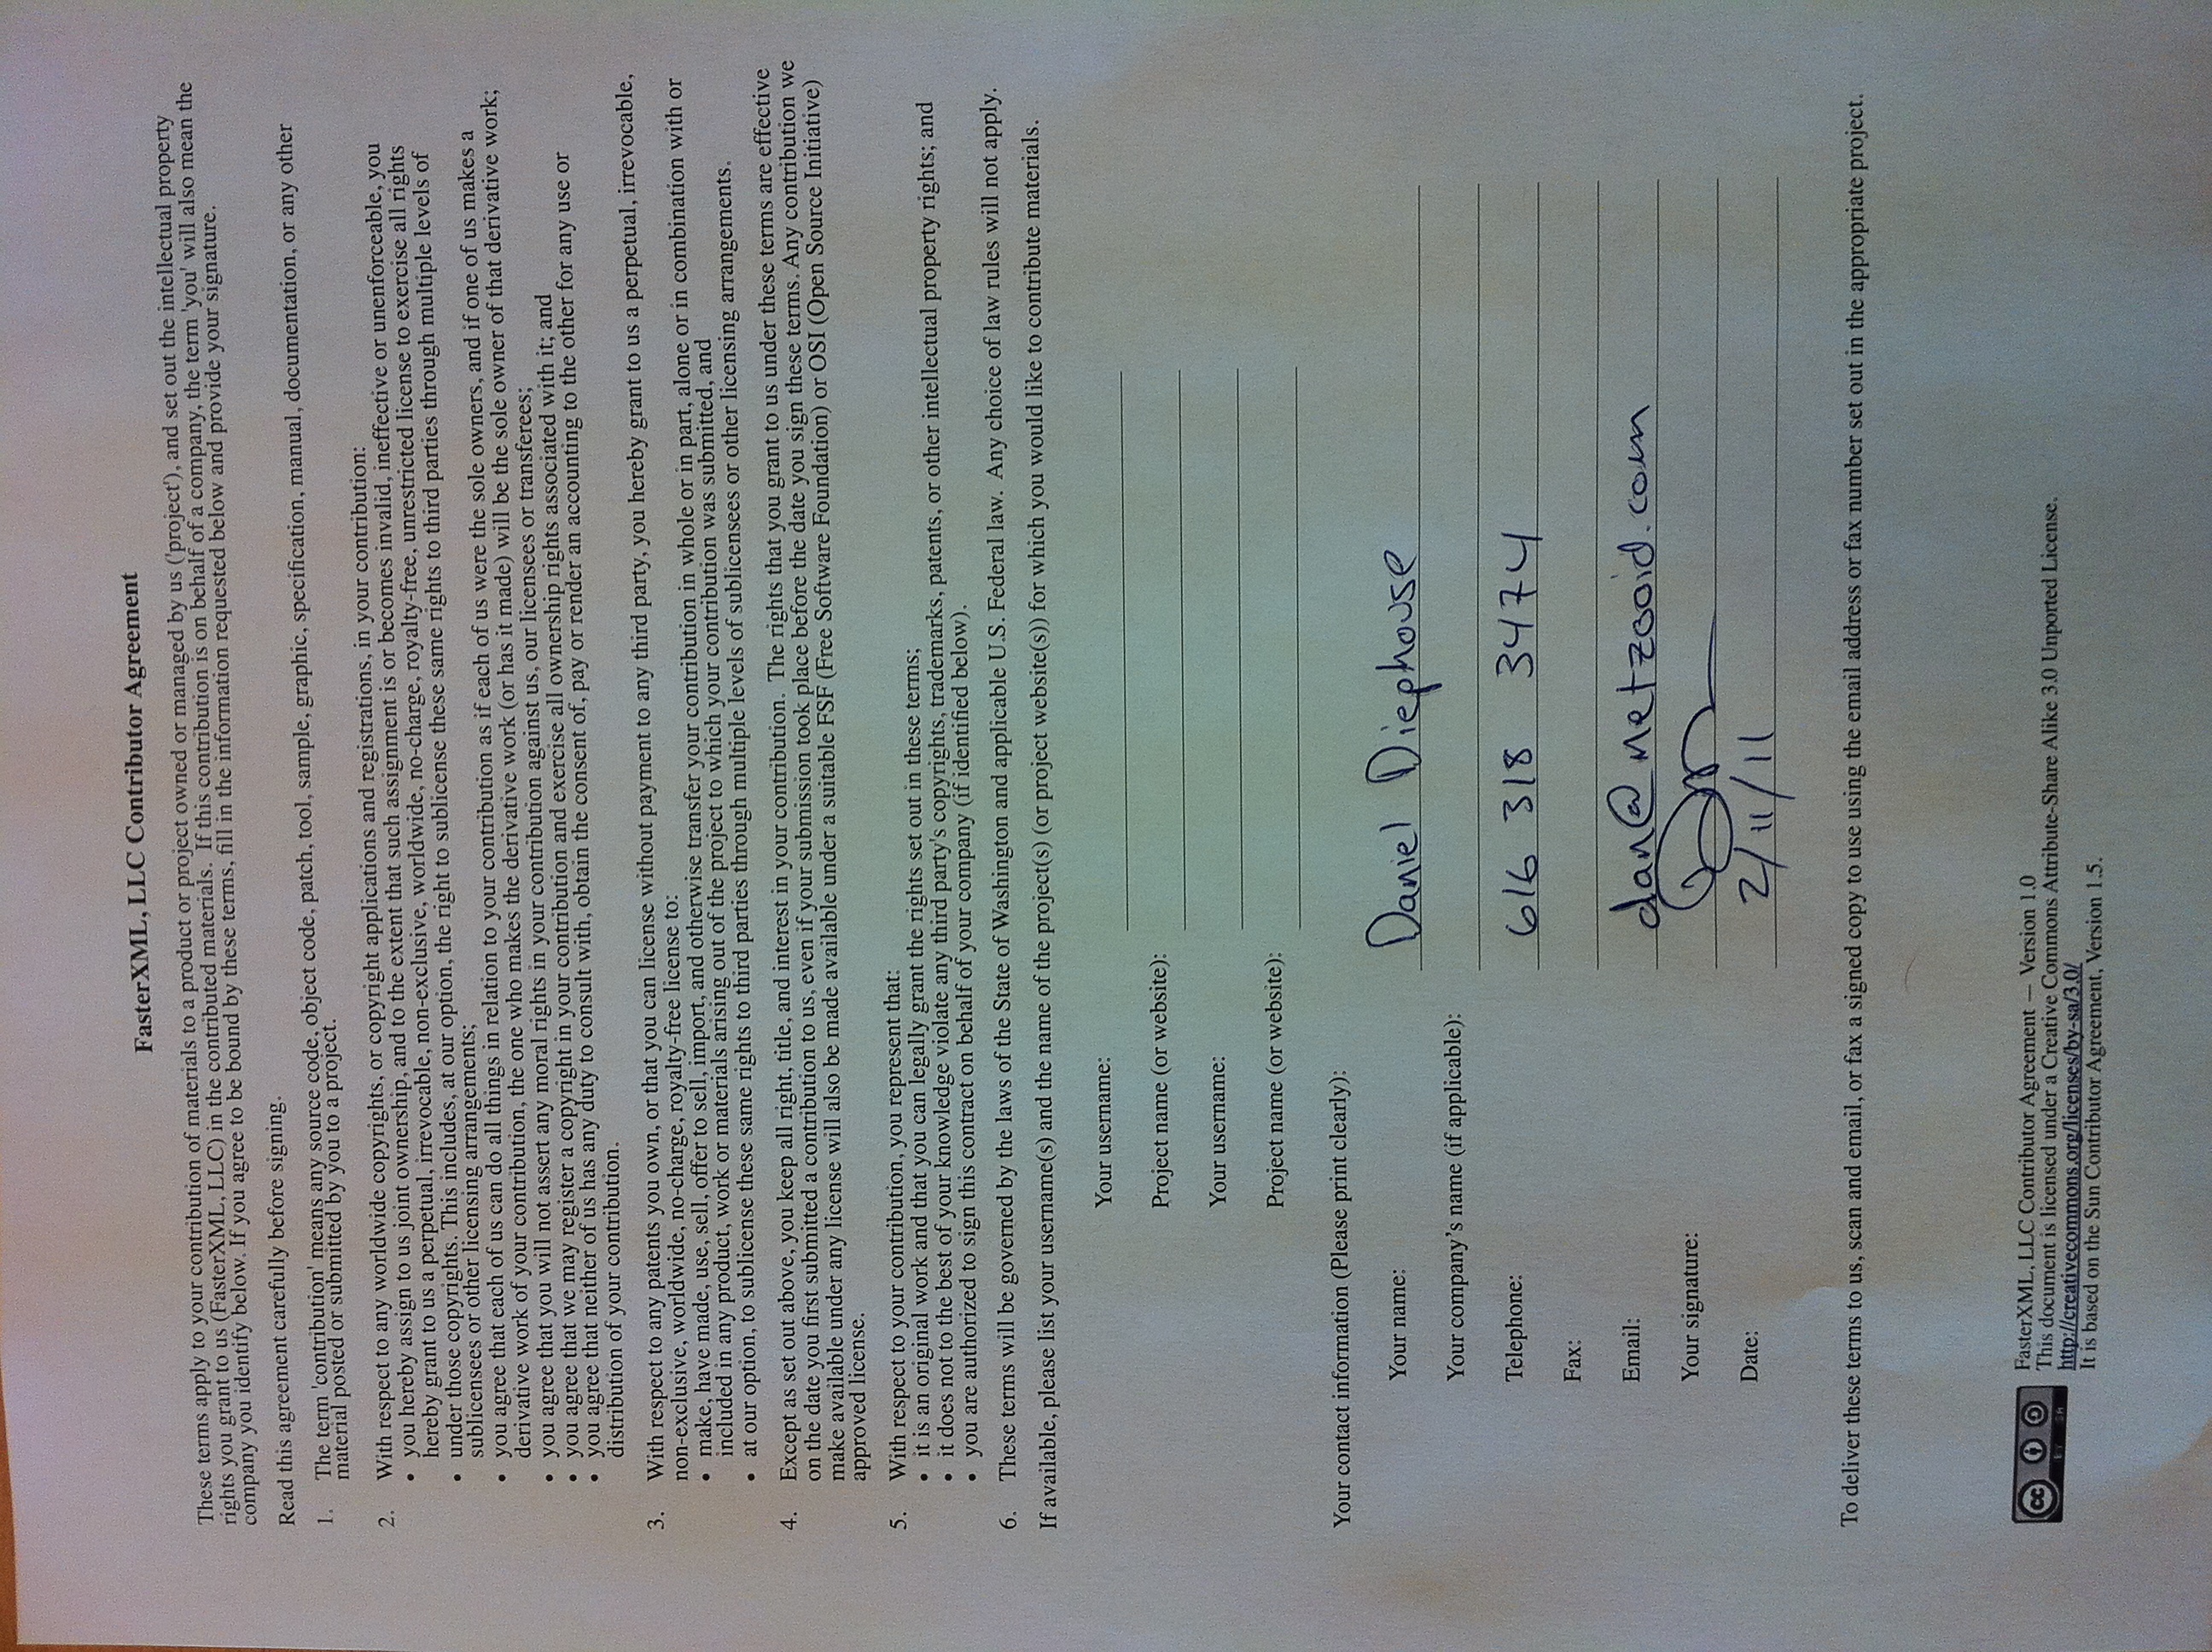 FasterXML, LLC Contributor Agreement
These terms apply to your contribution of materials to a product or project owned or managed by us ('project'), and set out the intellectual property
rights you grant to us (FasterXML, LLC) in the contributed materials. If this contribution is on behalf of a company, the term 'you' will also mean the
company you identify below. If you agree to be bound by these terms, fill in the information requested below and provide your signature.
Read this agreement carefully before signing.
1. The term 'contribution' means any source code, object code, patch, tool, sample, graphic, specification, manual, documentation, or any other
material posted or submitted by you to a project.
2. With respect to any worldwide copyrights, or copyright applications and registrations, in your contribution:
• you hereby assign to us joint ownership, and to the extent that such assignment is or becomes invalid, ineffective or unenforceable, you
hereby grant to us a perpetual, irrevocable, non-exclusive, worldwide, no-charge, royalty-free, unrestricted license to exercise all rights
• under those copyrights. This includes, at our option, the right to sublicense these same rights to third parties through multiple levels of
sublicensees or other licensing arrangements;
• you agree that each of us can do all things in relation to your contribution as if each of us were the sole owners, and if one of us makes a
derivative work of your contribution, the one who makes the derivative work (or has it made) will be the sole owner of that derivative work;
• you agree that you will not assert any moral rights in your contribution against us, our licensees or transferees;
• you agree that we may register a copyright in your contribution and exercise all ownership rights associated with it; and
• you agree that neither of us has any duty to consult with, obtain the consent of, pay or render an accounting to the other for any use or
distribution of your contribution.
3. With respect to any patents you own, or that you can license without payment to any third party, you hereby grant to us a perpetual, irrevocable,
non-exclusive, worldwide, no-charge, royalty-free license to:
• make, have made, use, sell, offer to sell, import, and otherwise transfer your contribution in whole or in part, alone or in combination with or
included in any product, work or materials arising out of the project to which your contribution was submitted, and
• at our option, to sublicense these same rights to third parties through multiple levels of sublicensees or other licensing arrangements.
4. Except as set out above, you keep all right, title, and interest in your contribution. The rights that you grant to us under these terms are effective
on the date you first submitted a contribution to us, even if your submission took place before the date you sign these terms. Any contribution we
make available under any license will also be made available under a suitable FSF (Free Software Foundation) or OSI (Open Source Initiative)
approved license.
5. With respect to your contribution, you represent that:
• it is an original work and that you can legally grant the rights set out in these terms;
• it does not to the best of your knowledge violate any third party's copyrights, trademarks, patents, or other intellectual property rights; and
• you are authorized to sign this contract on behalf of your company (if identified below).
6. These terms will be governed by the laws of the State of Washington and applicable U.S. Federal law. Any choice of law rules will not apply.
If available, please list your username(s) and the name of the project(s) (or project website(s)) for which you would like to contribute materials.
Your username:
Project name (or website):
Your username:
Project name (or website):
Your contact information (Please print clearly):
Your name: Daniel Diephouse
Your company's name (if applicable):
Telephone: 616 318 3474
Fax:
Email: dan@netzooid.com
Your signature:
Date: 2/11/11
To deliver these terms to us, scan and email, or fax a signed copy to use using the email address or fax number set out in the appropriate project.
cc BY SA
FasterXML, LLC Contributor Agreement — Version 1.0
This document is licensed under a Creative Commons Attribute-Share Alike 3.0 Unported License.
http://creativecommons.org/licenses/by-sa/3.0/
It is based on the Sun Contributor Agreement, Version 1.5.